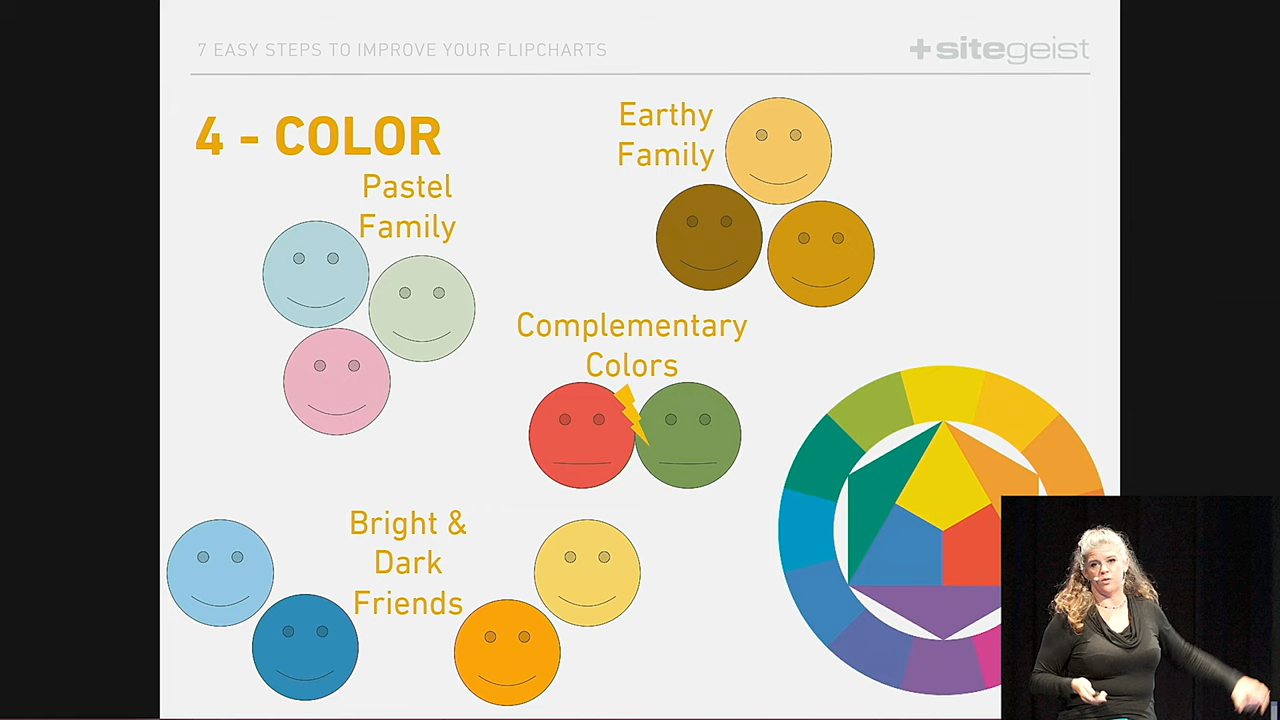 7 EASY STEPS TO IMPROVE YOUR FLIPCHARTS
+sitegeist
4 - COLOR
Pastel
Family
Earthy
Family
Complementary
Colors
Bright &
Dark
Friends